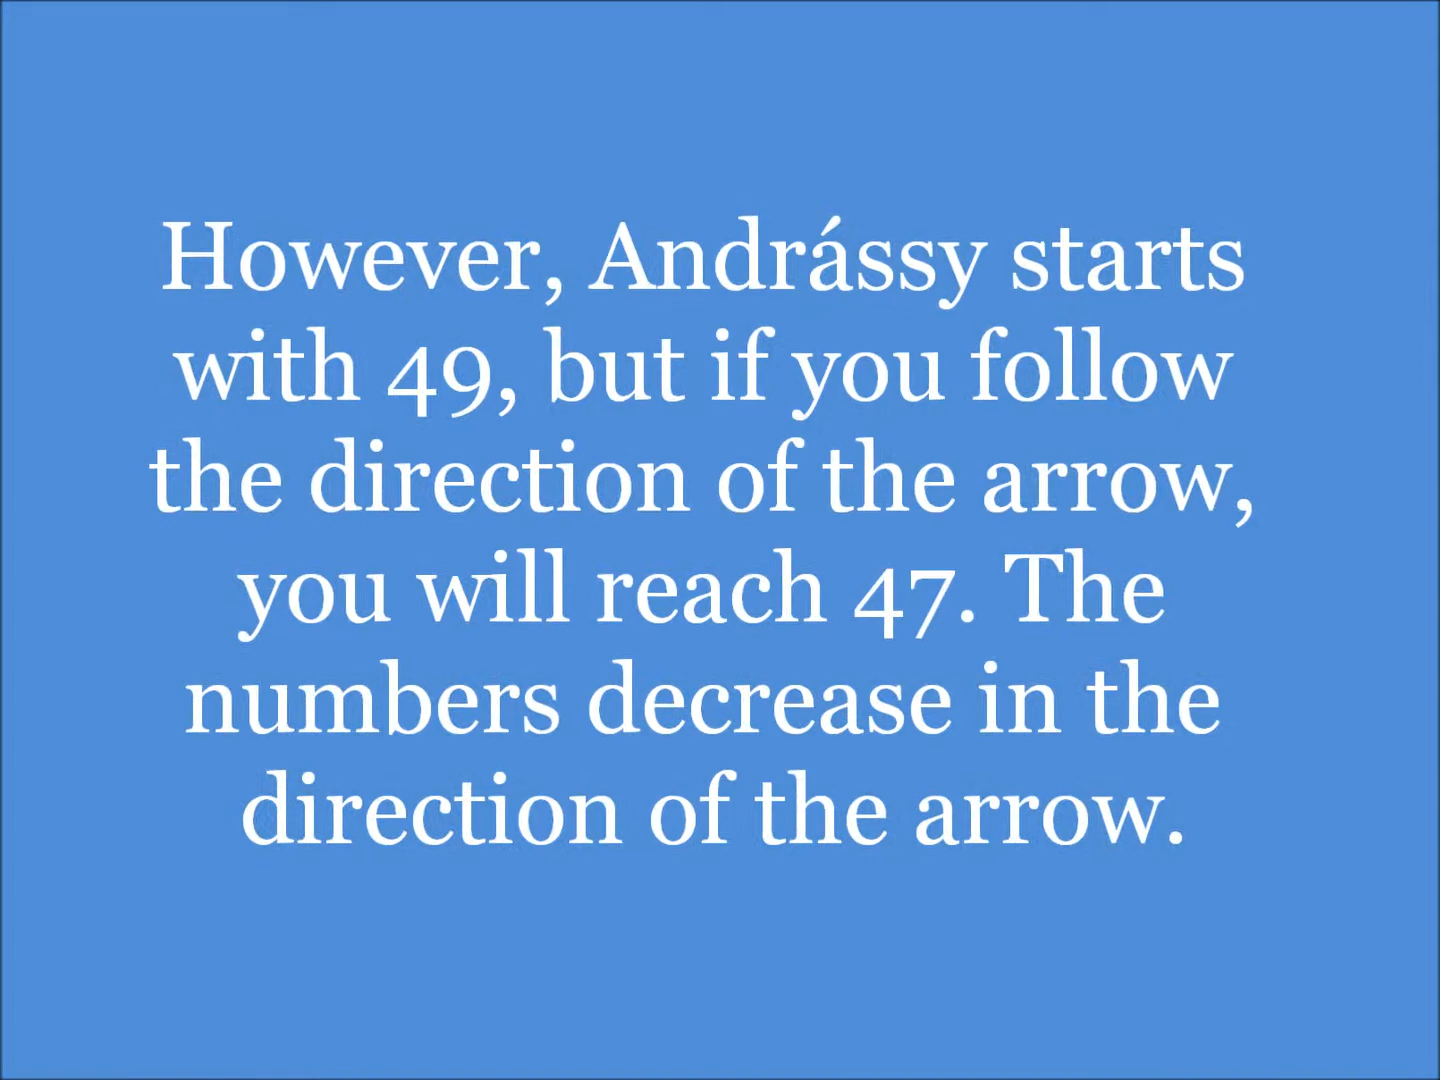 However, Andrássy starts
with 49, but if you follow
the direction of the arrow,
you will reach 47. The
numbers decrease in the
direction of the arrow.